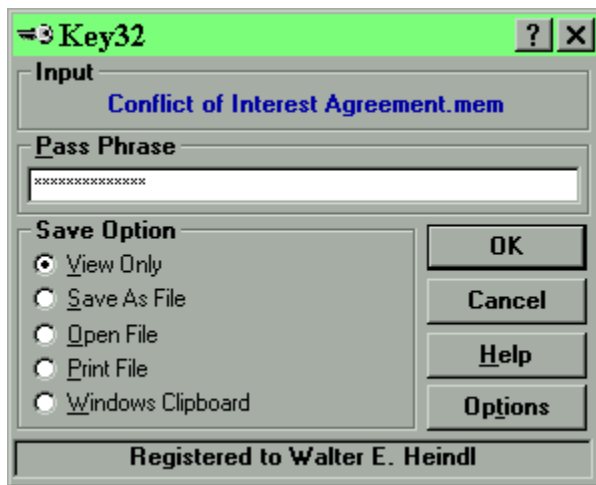 Key32
Input
Conflict of Interest Agreement.mem
Pass Phrase
xxxxxxxxxxxxxx
Save Option
View Only
Save As File
Open File
Print File
Windows Clipboard
OK
Cancel
Help
Options
Registered to Walter E. Heindl